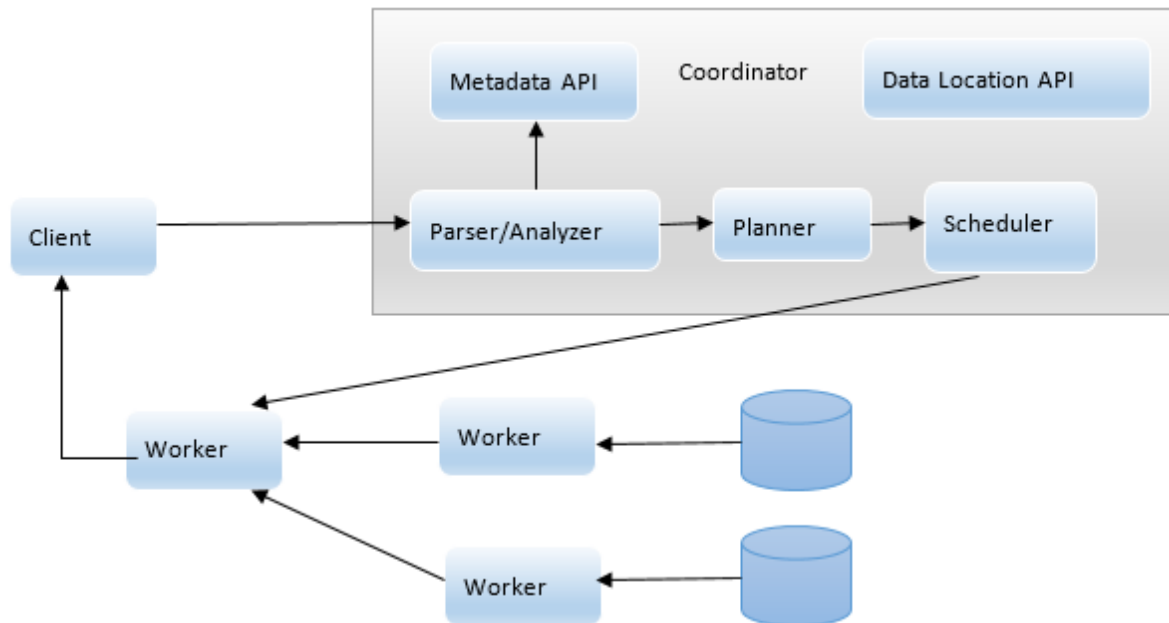 Metadata API
Coordinator
Data Location API
Client
Parser/Analyzer
Planner
Scheduler
Worker
Worker
Worker